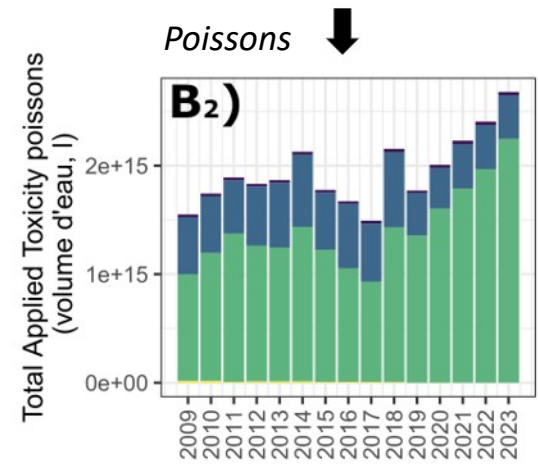 Poissons
B₂)
Total Applied Toxicity poissons
(volume d'eau, l)
2e+15
1e+15
0e+00
2009
2010
2011
2012
2013
2014
2015
2016
2017
2018
2019
2020
2021
2022
2023